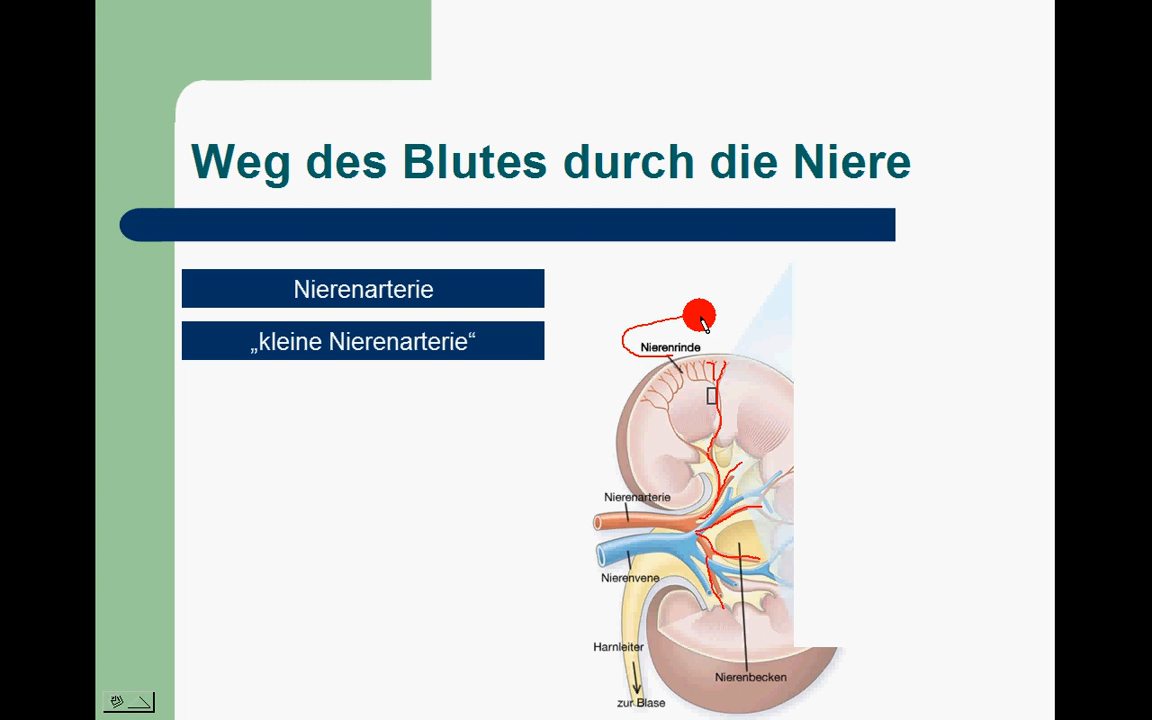 Weg des Blutes durch die Niere
Nierenarterie
„kleine Nierenarterie“
Nierenrinde
Nierenarterie
Nierenvene
Harnleiter
Nierenbecken
zur Blase